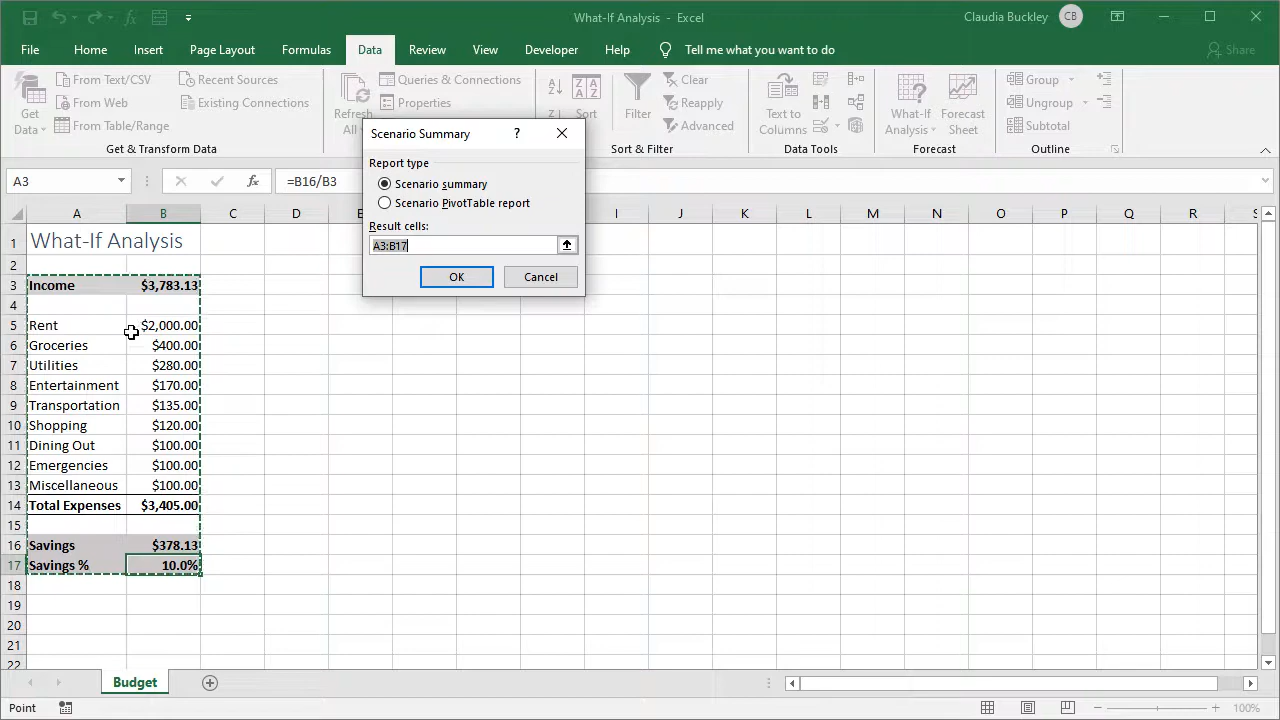 What-If Analysis - Excel
Claudia Buckley CB
File Home Insert Page Layout Formulas Data Review View Developer Help Tell me what you want to do Share
Get Data
From Text/CSV
From Web
From Table/Range
Recent Sources
Existing Connections
Get & Transform Data
Refresh All
Queries & Connections
Properties
Sort
Filter
Clear
Reapply
Advanced
Sort & Filter
Text to Columns
Data Tools
What-If Analysis
Forecast Sheet
Forecast
Group
Ungroup
Subtotal
Outline
Scenario Summary ? 
Report type
Scenario summary
Scenario PivotTable report
Result cells:
A3:B17
OK Cancel
A3 fx =B16/B3
A B C D E I J K L M N O P Q R S
1 What-If Analysis
2
3 Income $3,783.13
4
5 Rent $2,000.00
6 Groceries $400.00
7 Utilities $280.00
8 Entertainment $170.00
9 Transportation $135.00
10 Shopping $120.00
11 Dining Out $100.00
12 Emergencies $100.00
13 Miscellaneous $100.00
14 Total Expenses $3,405.00
15
16 Savings $378.13
17 Savings % 10.0%
18
19
20
21
22
Budget
Point 100%